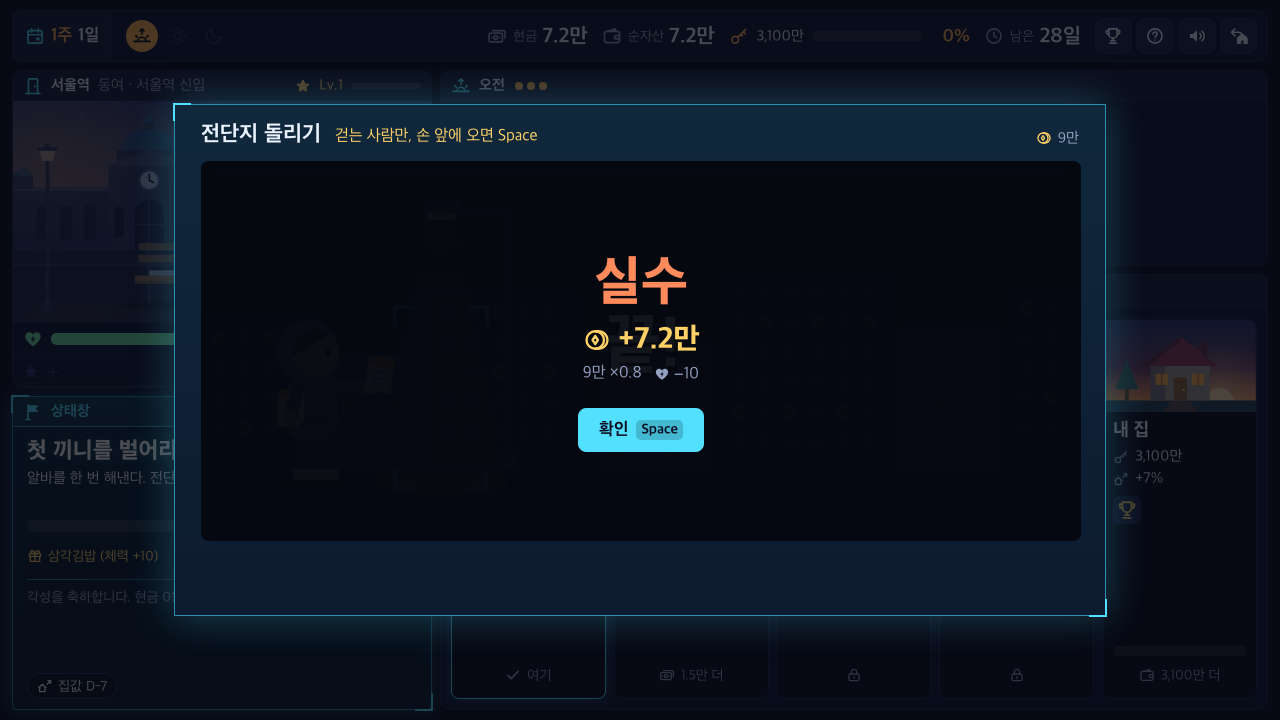 1주 1일
현금 7.2만
순자산 7.2만
3,100만
0%
남은 28일
서울역 동여 · 서울역 신입
Lv.1
오전
전단지 돌리기
걷는 사람만, 손 앞에 오면 Space
9만
실수
끝!
+7.2만
9만 ×0.8
−10
확인 Space
상태창
첫 끼니를 벌어라
알바를 한 번 해낸다. 전단
삼각김밥 (체력 +10)
각성을 축하합니다. 현금 0
집값 D-7
여기
1.5만 더
내 집
3,100만
+7%
3,100만 더